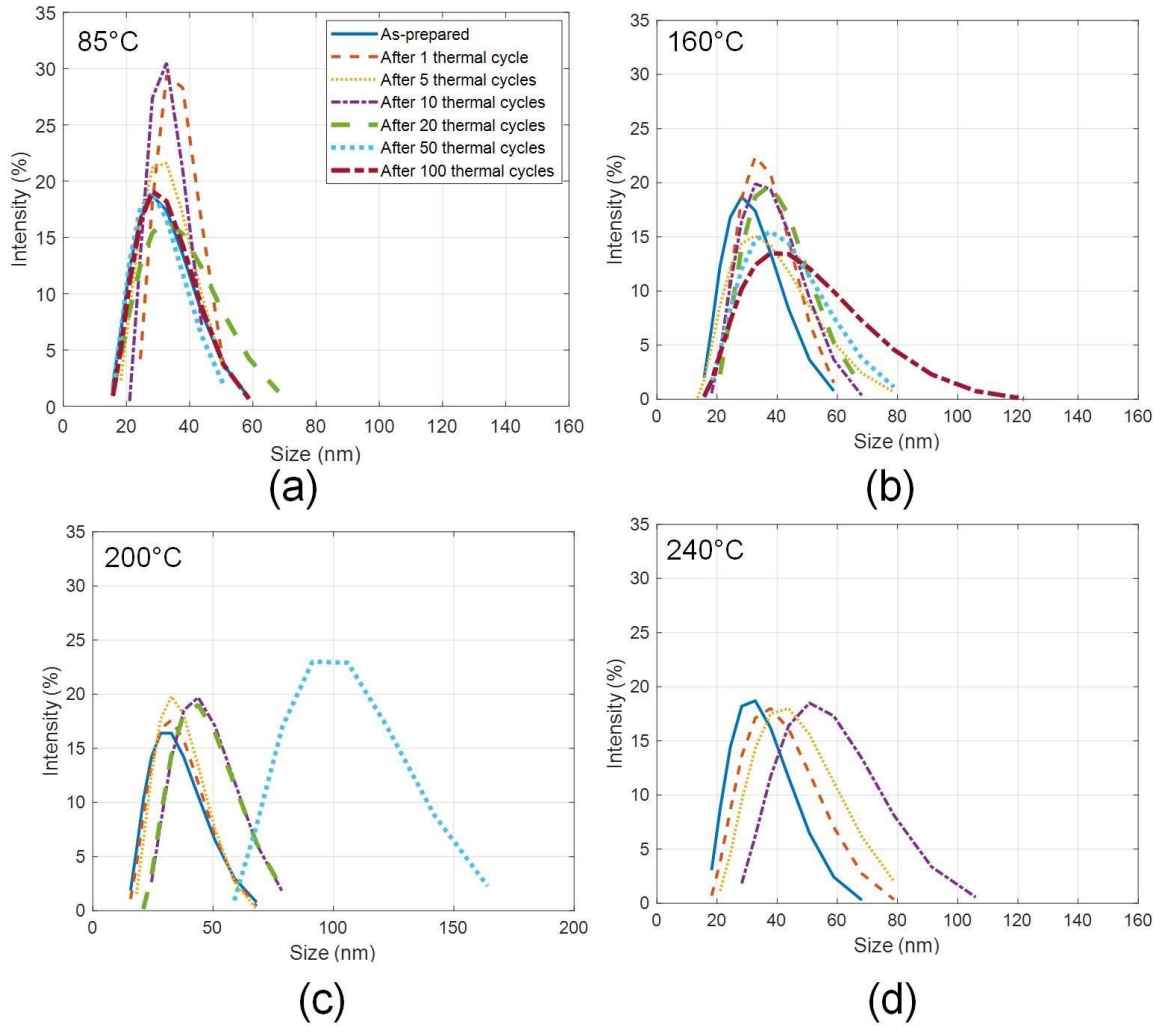 85°C
As-prepared
After 1 thermal cycle
After 5 thermal cycles
After 10 thermal cycles
After 20 thermal cycles
After 50 thermal cycles
After 100 thermal cycles
35
30
25
20
15
10
5
0
Intensity (%)
0 20 40 60 80 100 120 140 160
Size (nm)
(a)
160°C
35
30
25
20
15
10
5
0
Intensity (%)
0 20 40 60 80 100 120 140 160
Size (nm)
(b)
200°C
35
30
25
20
15
10
5
0
Intensity (%)
0 50 100 150 200
Size (nm)
(c)
240°C
35
30
25
20
15
10
5
0
Intensity (%)
0 20 40 60 80 100 120 140 160
Size (nm)
(d)